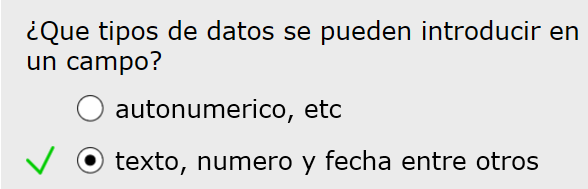 ¿Que tipos de datos se pueden introducir en
un campo?
autonumerico, etc
texto, numero y fecha entre otros